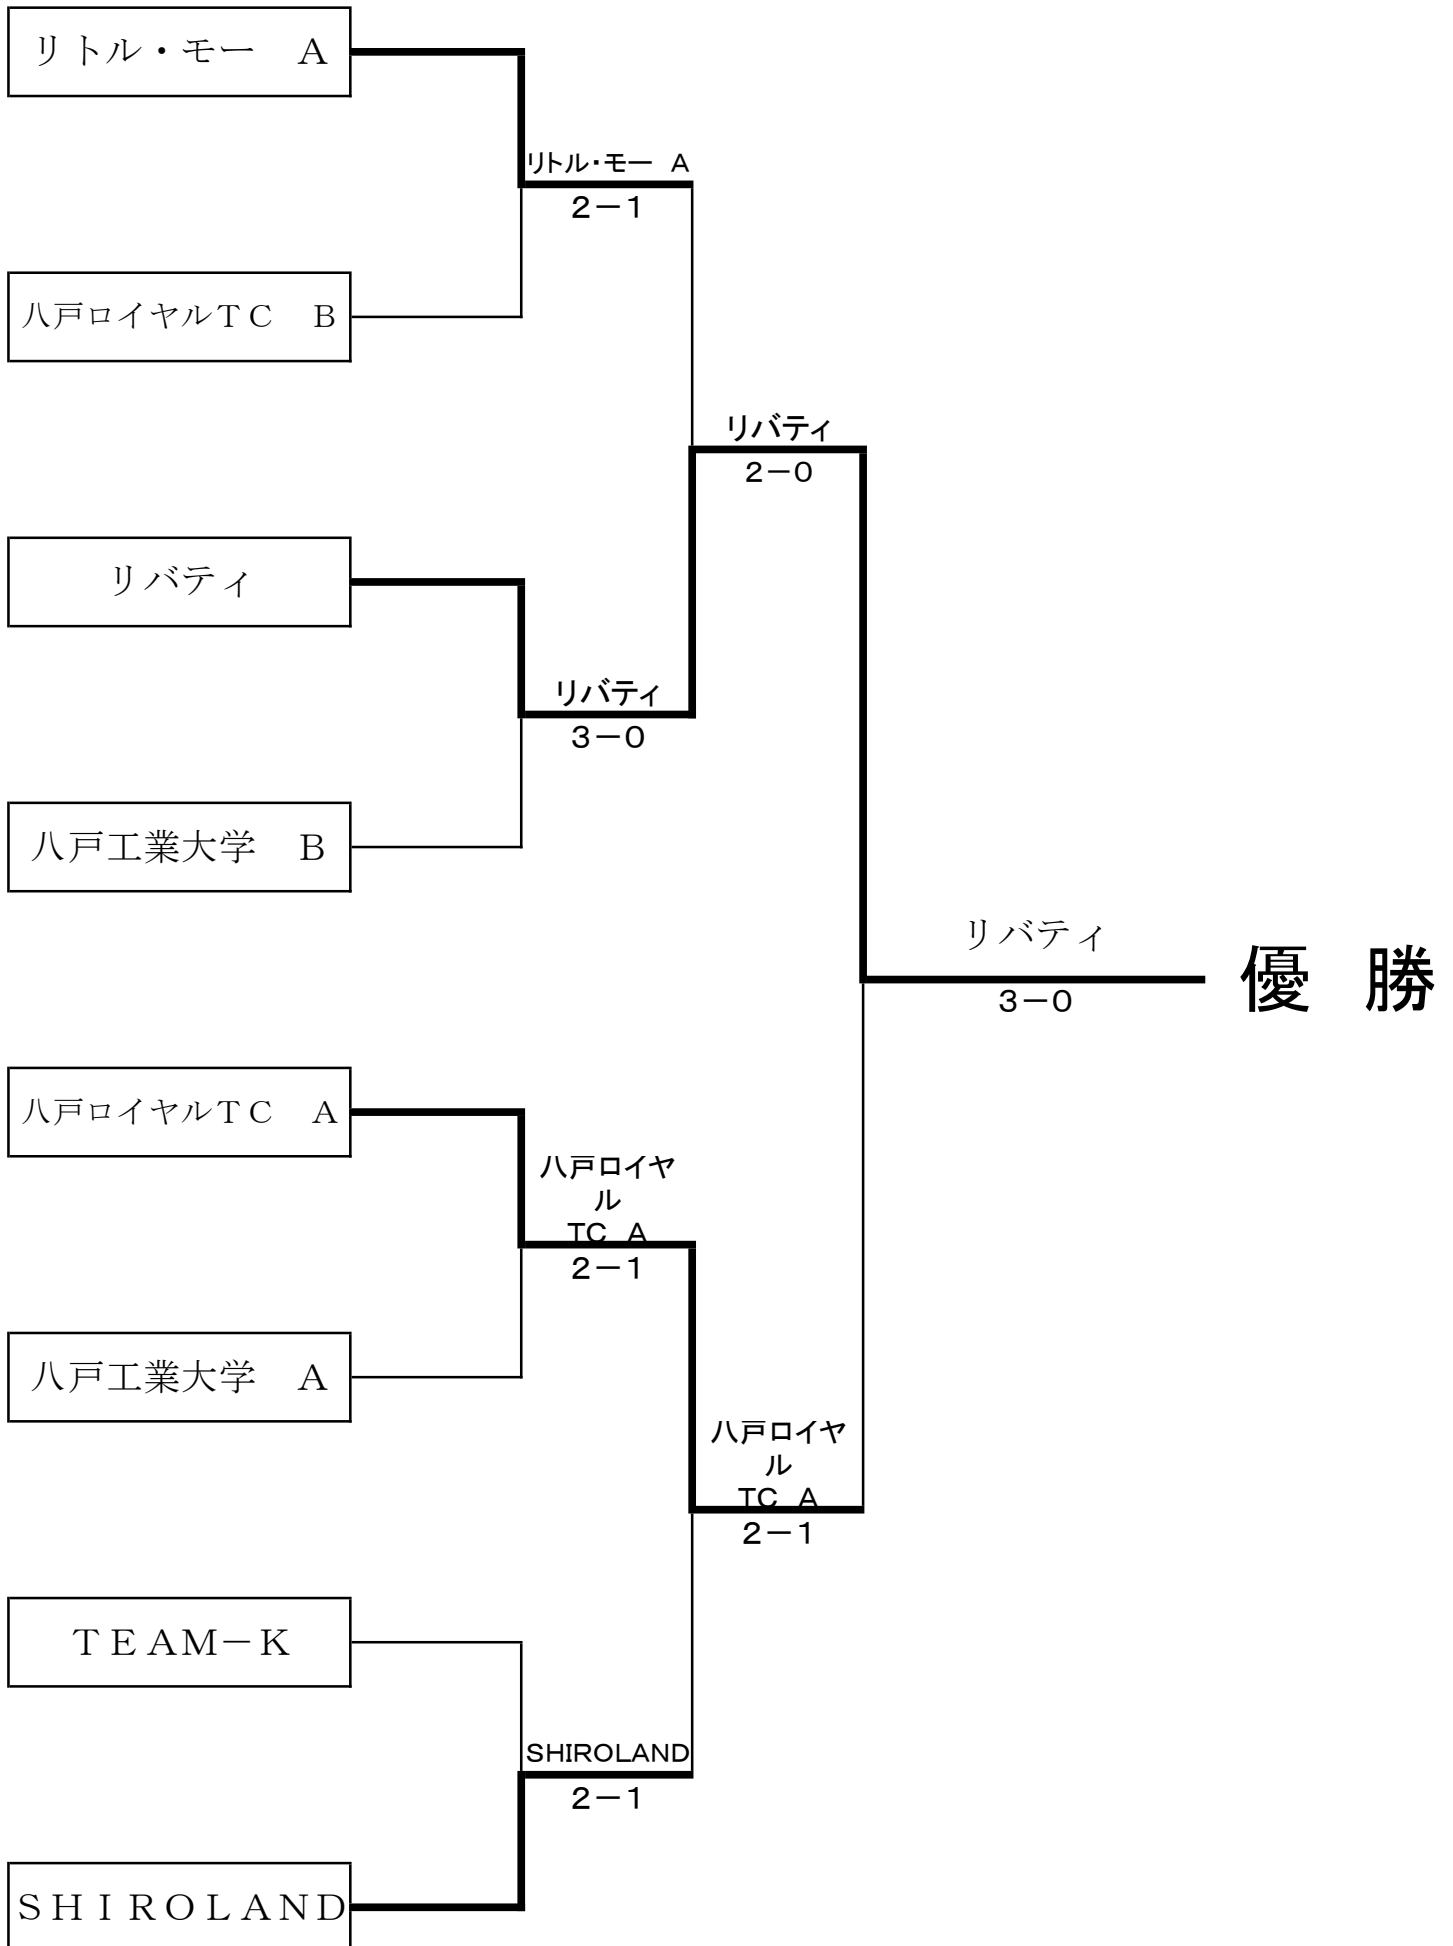 リトル・モー　Ａ
リトル・モー　Ａ
２－１
八戸ロイヤルＴＣ　Ｂ
リバティ
２－０
リバティ
リバティ
３－０
八戸工業大学　Ｂ
リバティ
優　勝
３－０
八戸ロイヤルＴＣ　Ａ
八戸ロイヤ
ル
ＴＣ　Ａ
２－１
八戸工業大学　Ａ
八戸ロイヤ
ル
ＴＣ　Ａ
２－１
ＴＥＡＭ－Ｋ
SHIROLAND
２－１
ＳＨＩＲＯＬＡＮＤ